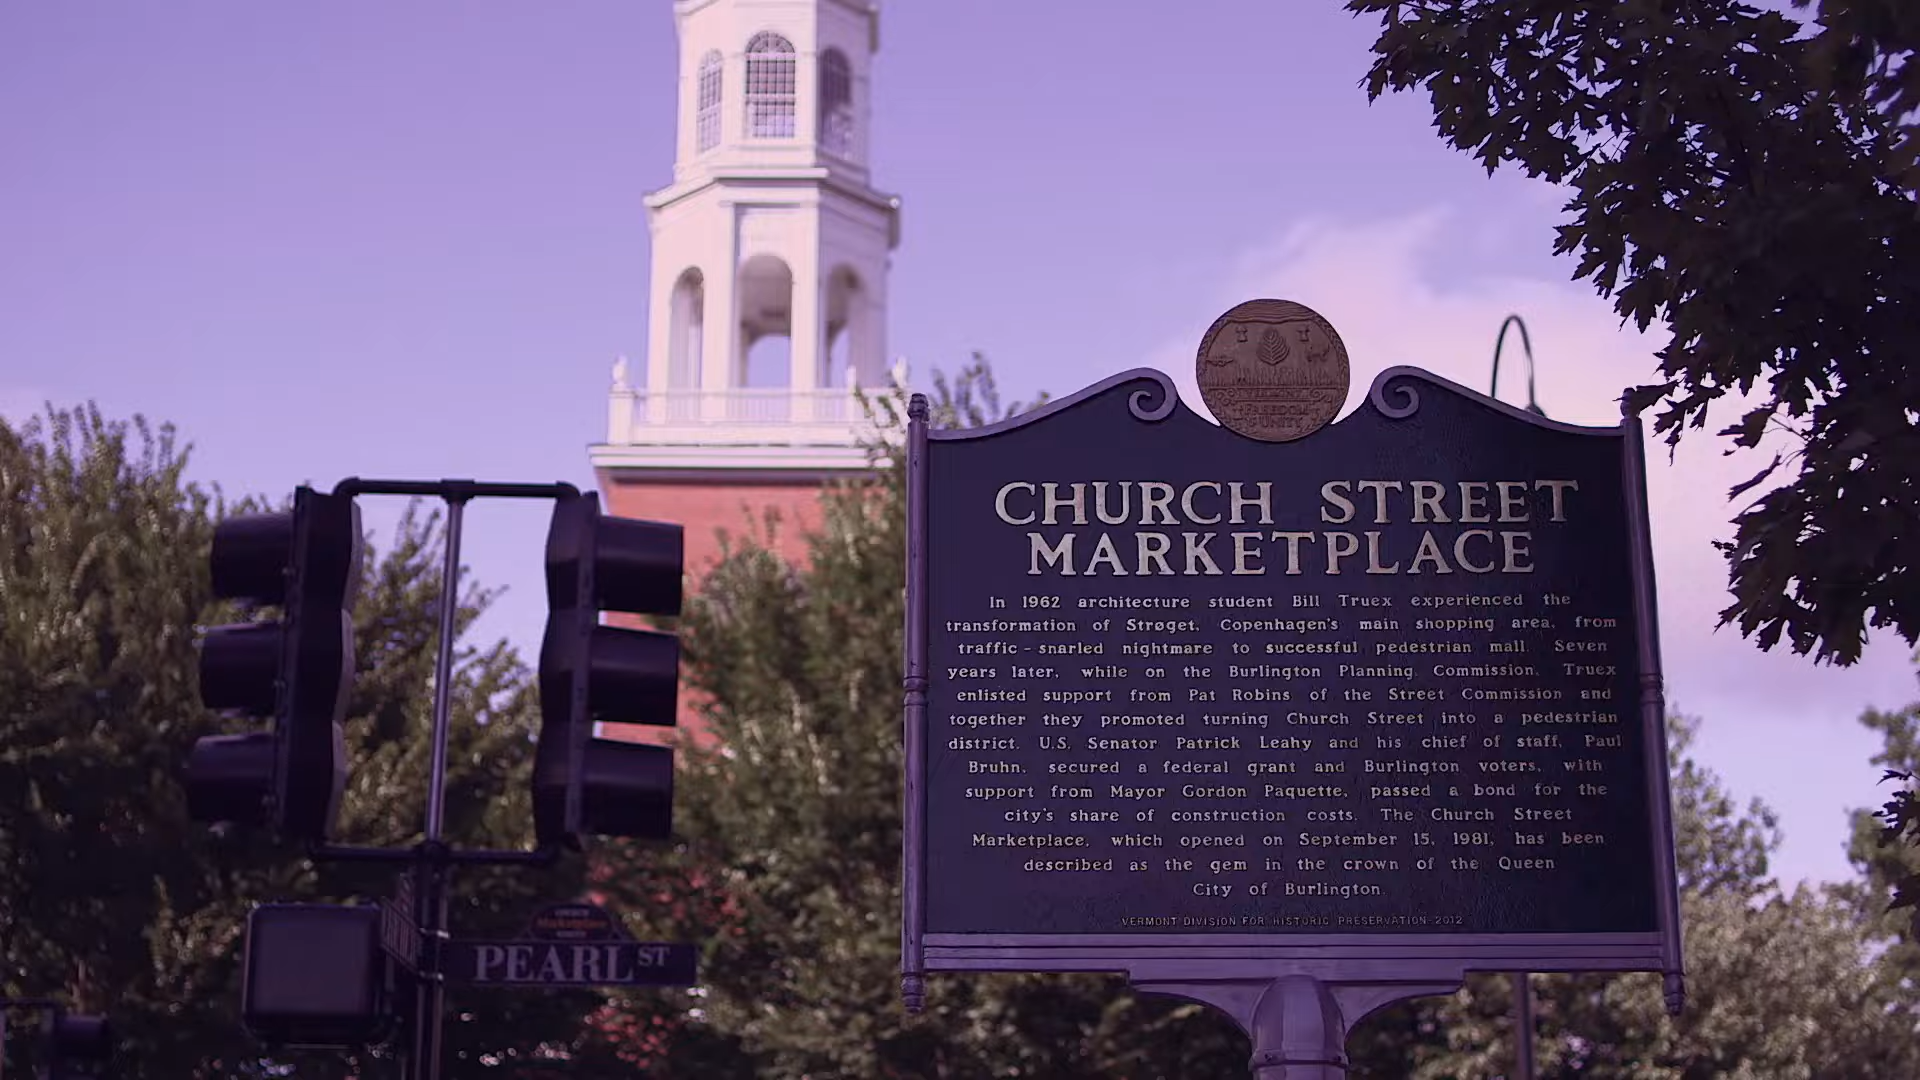 VERMONT
FREEDOM
& UNITY
CHURCH STREET
MARKETPLACE
In 1962 architecture student Bill Truex experienced the
transformation of Strøget, Copenhagen's main shopping area, from
traffic-snarled nightmare to successful pedestrian mall. Seven
years later, while on the Burlington Planning Commission, Truex
enlisted support from Pat Robins of the Street Commission and
together they promoted turning Church Street into a pedestrian
district. U.S. Senator Patrick Leahy and his chief of staff, Paul
Bruhn, secured a federal grant and Burlington voters, with
support from Mayor Gordon Paquette, passed a bond for the
city's share of construction costs. The Church Street
Marketplace, which opened on September 15, 1981, has been
described as the gem in the crown of the Queen
City of Burlington.
VERMONT DIVISION FOR HISTORIC PRESERVATION-2012
PEARL ST